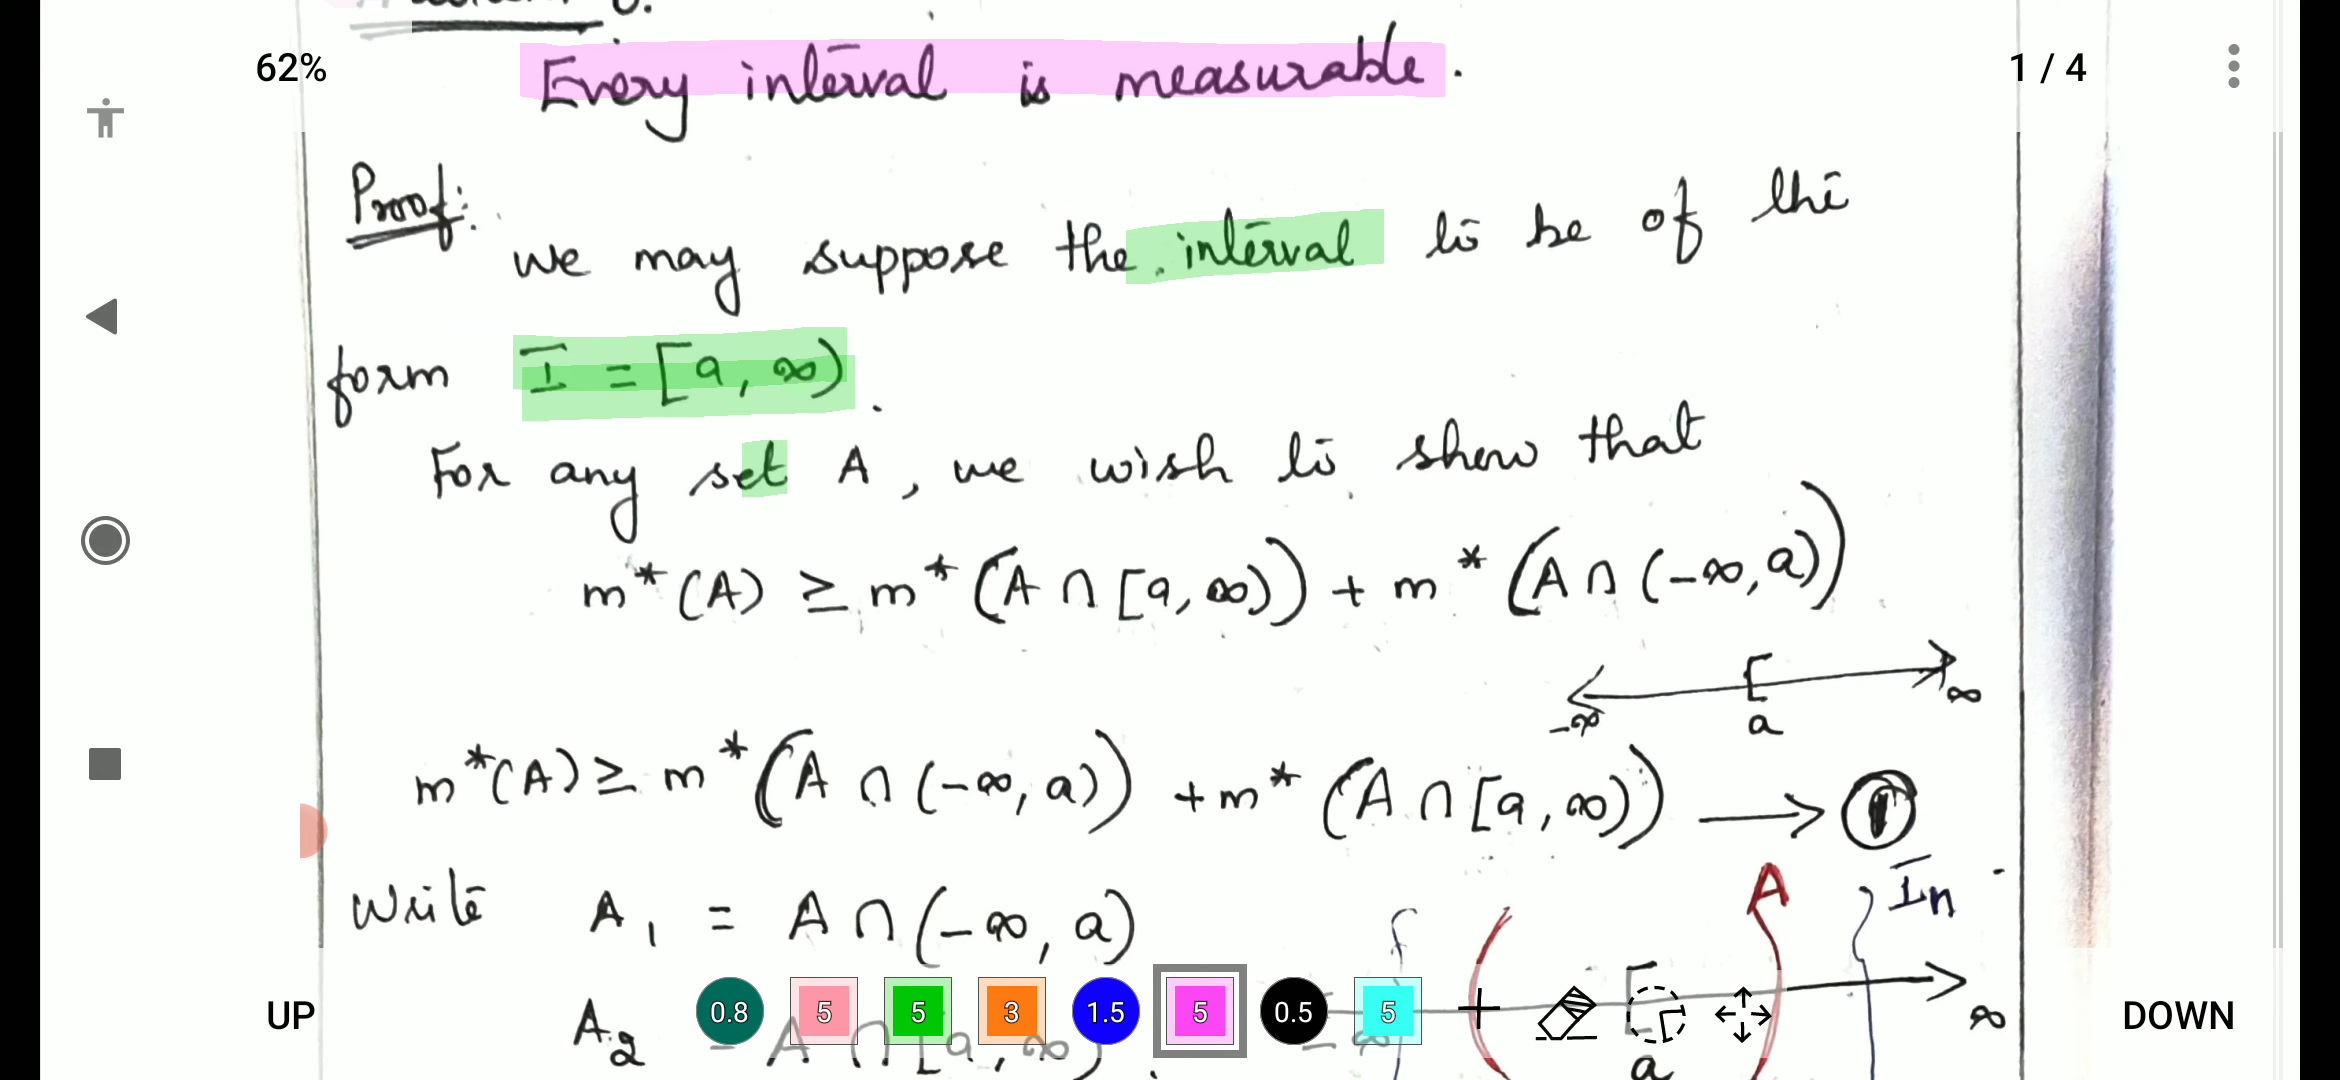 62%
1 / 4
Every interval is measurable.
Proof:
we may suppose the interval to be of the
form I = [a, ∞).
For any set A, we wish to show that
m*(A) ≥ m*(A ∩ [a, ∞)) + m*(A ∩ (-∞, a))
-∞ a ∞
m*(A) ≥ m*(A ∩ (-∞, a)) + m*(A ∩ [a, ∞)) → ①
Write A₁ = A ∩ (-∞, a)
A In
A₂ = A ∩ [a, ∞).
-∞ [ a ∞
UP 0.8 5 5 3 1.5 5 0.5 5 DOWN